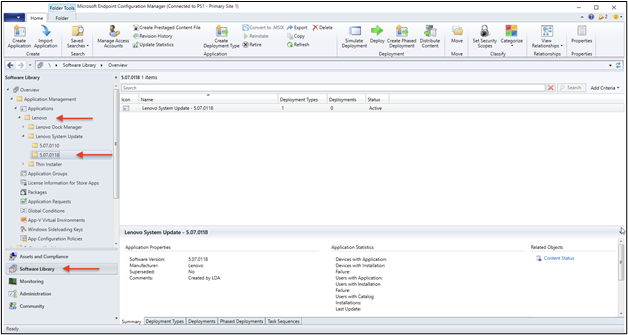 Folder Tools
Microsoft Endpoint Configuration Manager (Connected to PS1 - Primary Site 1)
Home Folder
Create Application
Import Application
Create
Saved Searches
Search
Manage Access Accounts
Create Prestaged Content File
Revision History
Update Statistics
Create Deployment Type
Convert to .MSIX
Reinstate
Retire
Export
Copy
Refresh
Delete
Application
Simulate Deployment
Deploy
Create Phased Deployment
Distribute Content
Deployment
Move
Move
Set Security Scopes
Categorize
Classify
View Relationships
Relationships
Properties
Properties
\ Software Library
Software Library
Overview
Application Management
Applications
Lenovo
Lenovo Dock Manager
Lenovo System Update
5.07.0110
5.07.0118
Thin Installer
Application Groups
License Information for Store Apps
Packages
Application Requests
Global Conditions
App-V Virtual Environments
Windows Sideloading Keys
App Configuration Policies
Assets and Compliance
Software Library
Monitoring
Administration
Community
Ready
5.07.0118 1 items
Search
Search
Add Criteria
Icon Name Deployment Types Deployments Status
Lenovo System Update - 5.07.0118 1 0 Active
Lenovo System Update - 5.07.0118
Application Properties
Software Version: 5.07.0118
Manufacturer: Lenovo
Superseded: No
Comments: Created by LDA
Application Statistics
Devices with Application:
Devices with Installation
Failure:
Users with Application:
Users with Installation
Failure:
Users with Catalog
Installations:
Last Update:
Related Objects
Content Status
Summary Deployment Types Deployments Phased Deployments Task Sequences